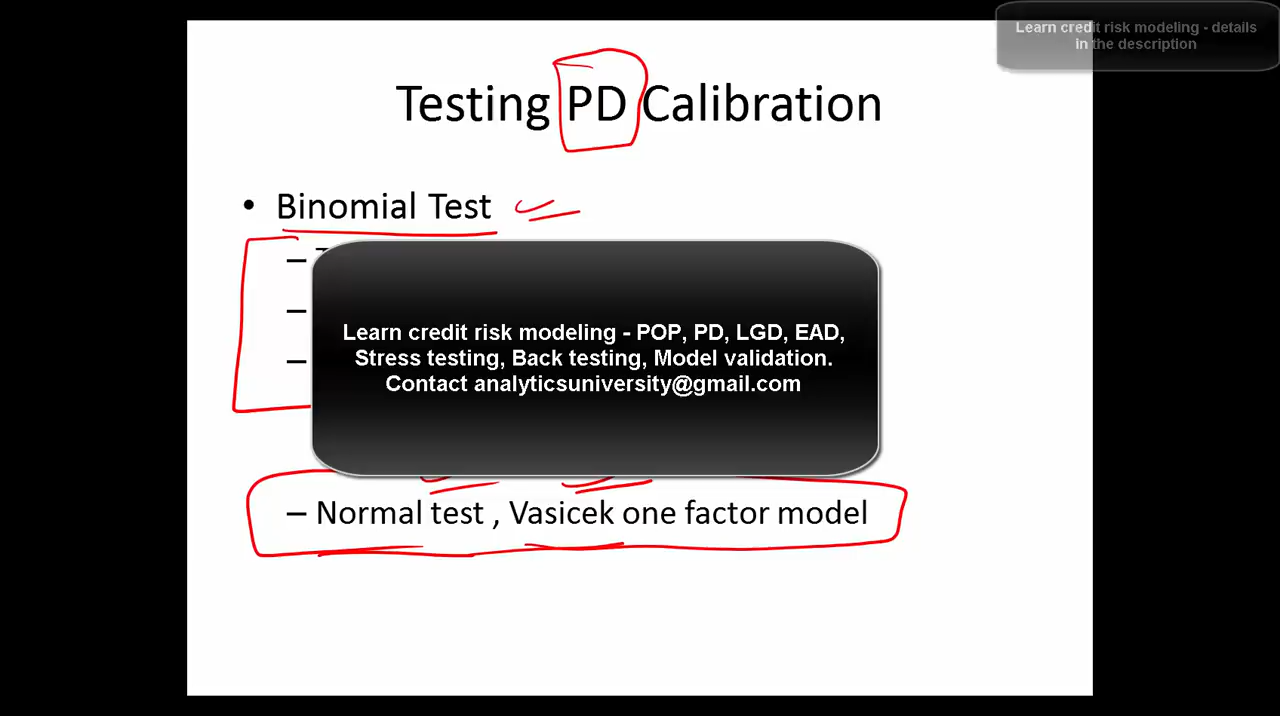 Learn credit risk modeling - details
in the description
Testing PD Calibration
• Binomial Test
–
–
–
Learn credit risk modeling - POP, PD, LGD, EAD,
Stress testing, Back testing, Model validation.
Contact analyticsuniversity@gmail.com
– Normal test , Vasicek one factor model